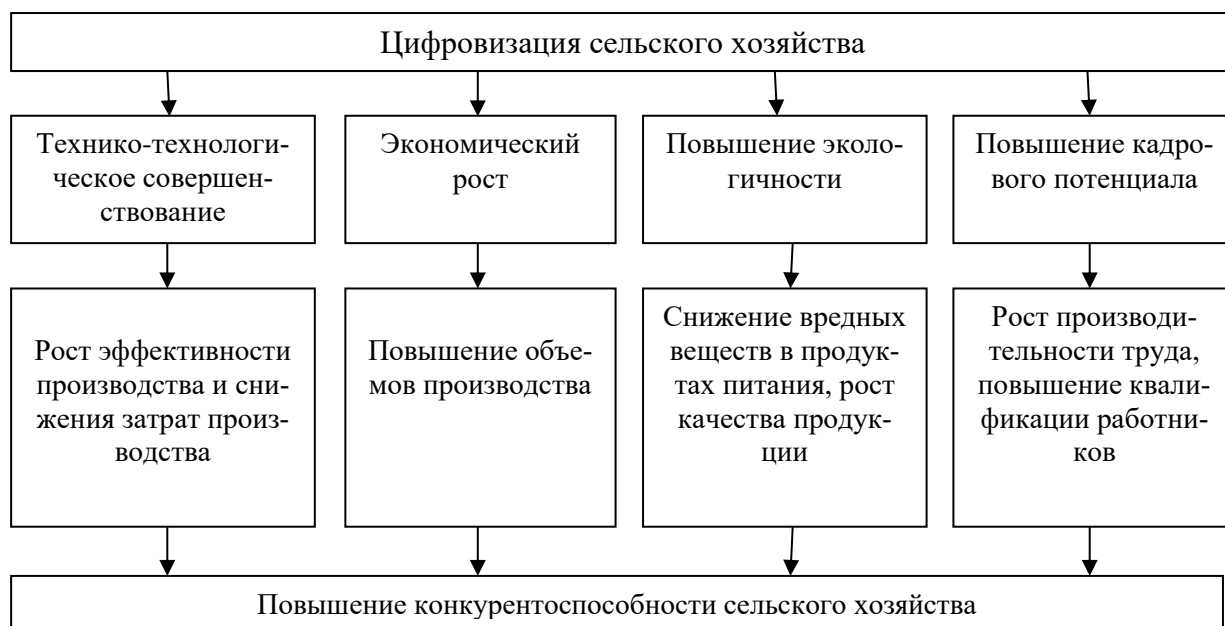 Цифровизация сельского хозяйства
Технико-технологи-
ческое совершен-
ствование
Экономический
рост
Повышение эколо-
гичности
Повышение кадро-
вого потенциала
Рост эффективности
производства и сни-
жения затрат произ-
водства
Повышение объе-
мов производства
Снижение вредных
веществ в продук-
тах питания, рост
качества продук-
ции
Рост производи-
тельности труда,
повышение квали-
фикации работни-
ков
Повышение конкурентоспособности сельского хозяйства